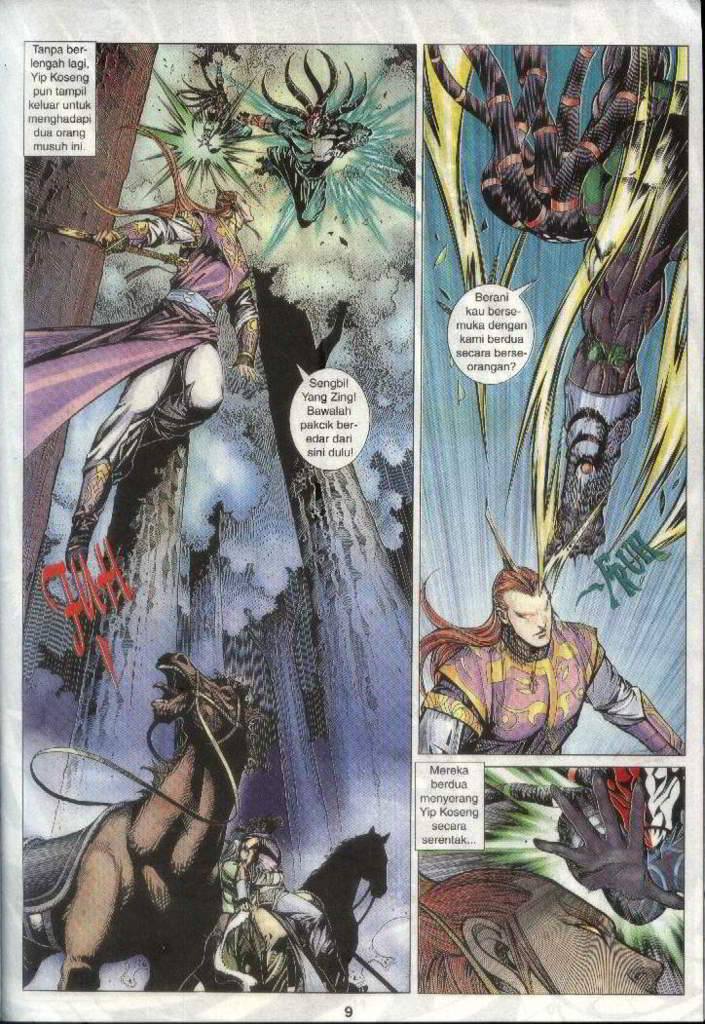 Tanpa ber-
lengah lagi,
Yip Koseng
pun tampil
keluar untuk
menghadapi
dua orang
musuh ini.
Sengbi!
Yang Zing!
Bawalah
pakcik ber-
edar dari
sini dulu!
Berani
kau berse-
muka dengan
kami berdua
secara berse-
orangan?
Mereka
berdua
menyerang
Yip Koseng
secara
serentak...
9